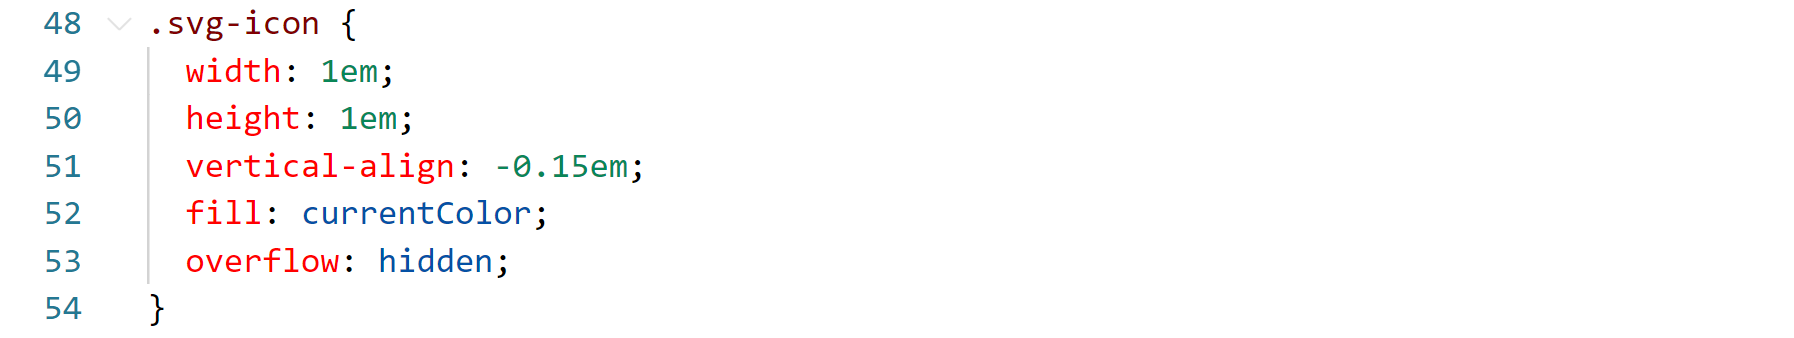 48 .svg-icon {
49 width: 1em;
50 height: 1em;
51 vertical-align: -0.15em;
52 fill: currentColor;
53 overflow: hidden;
54 }